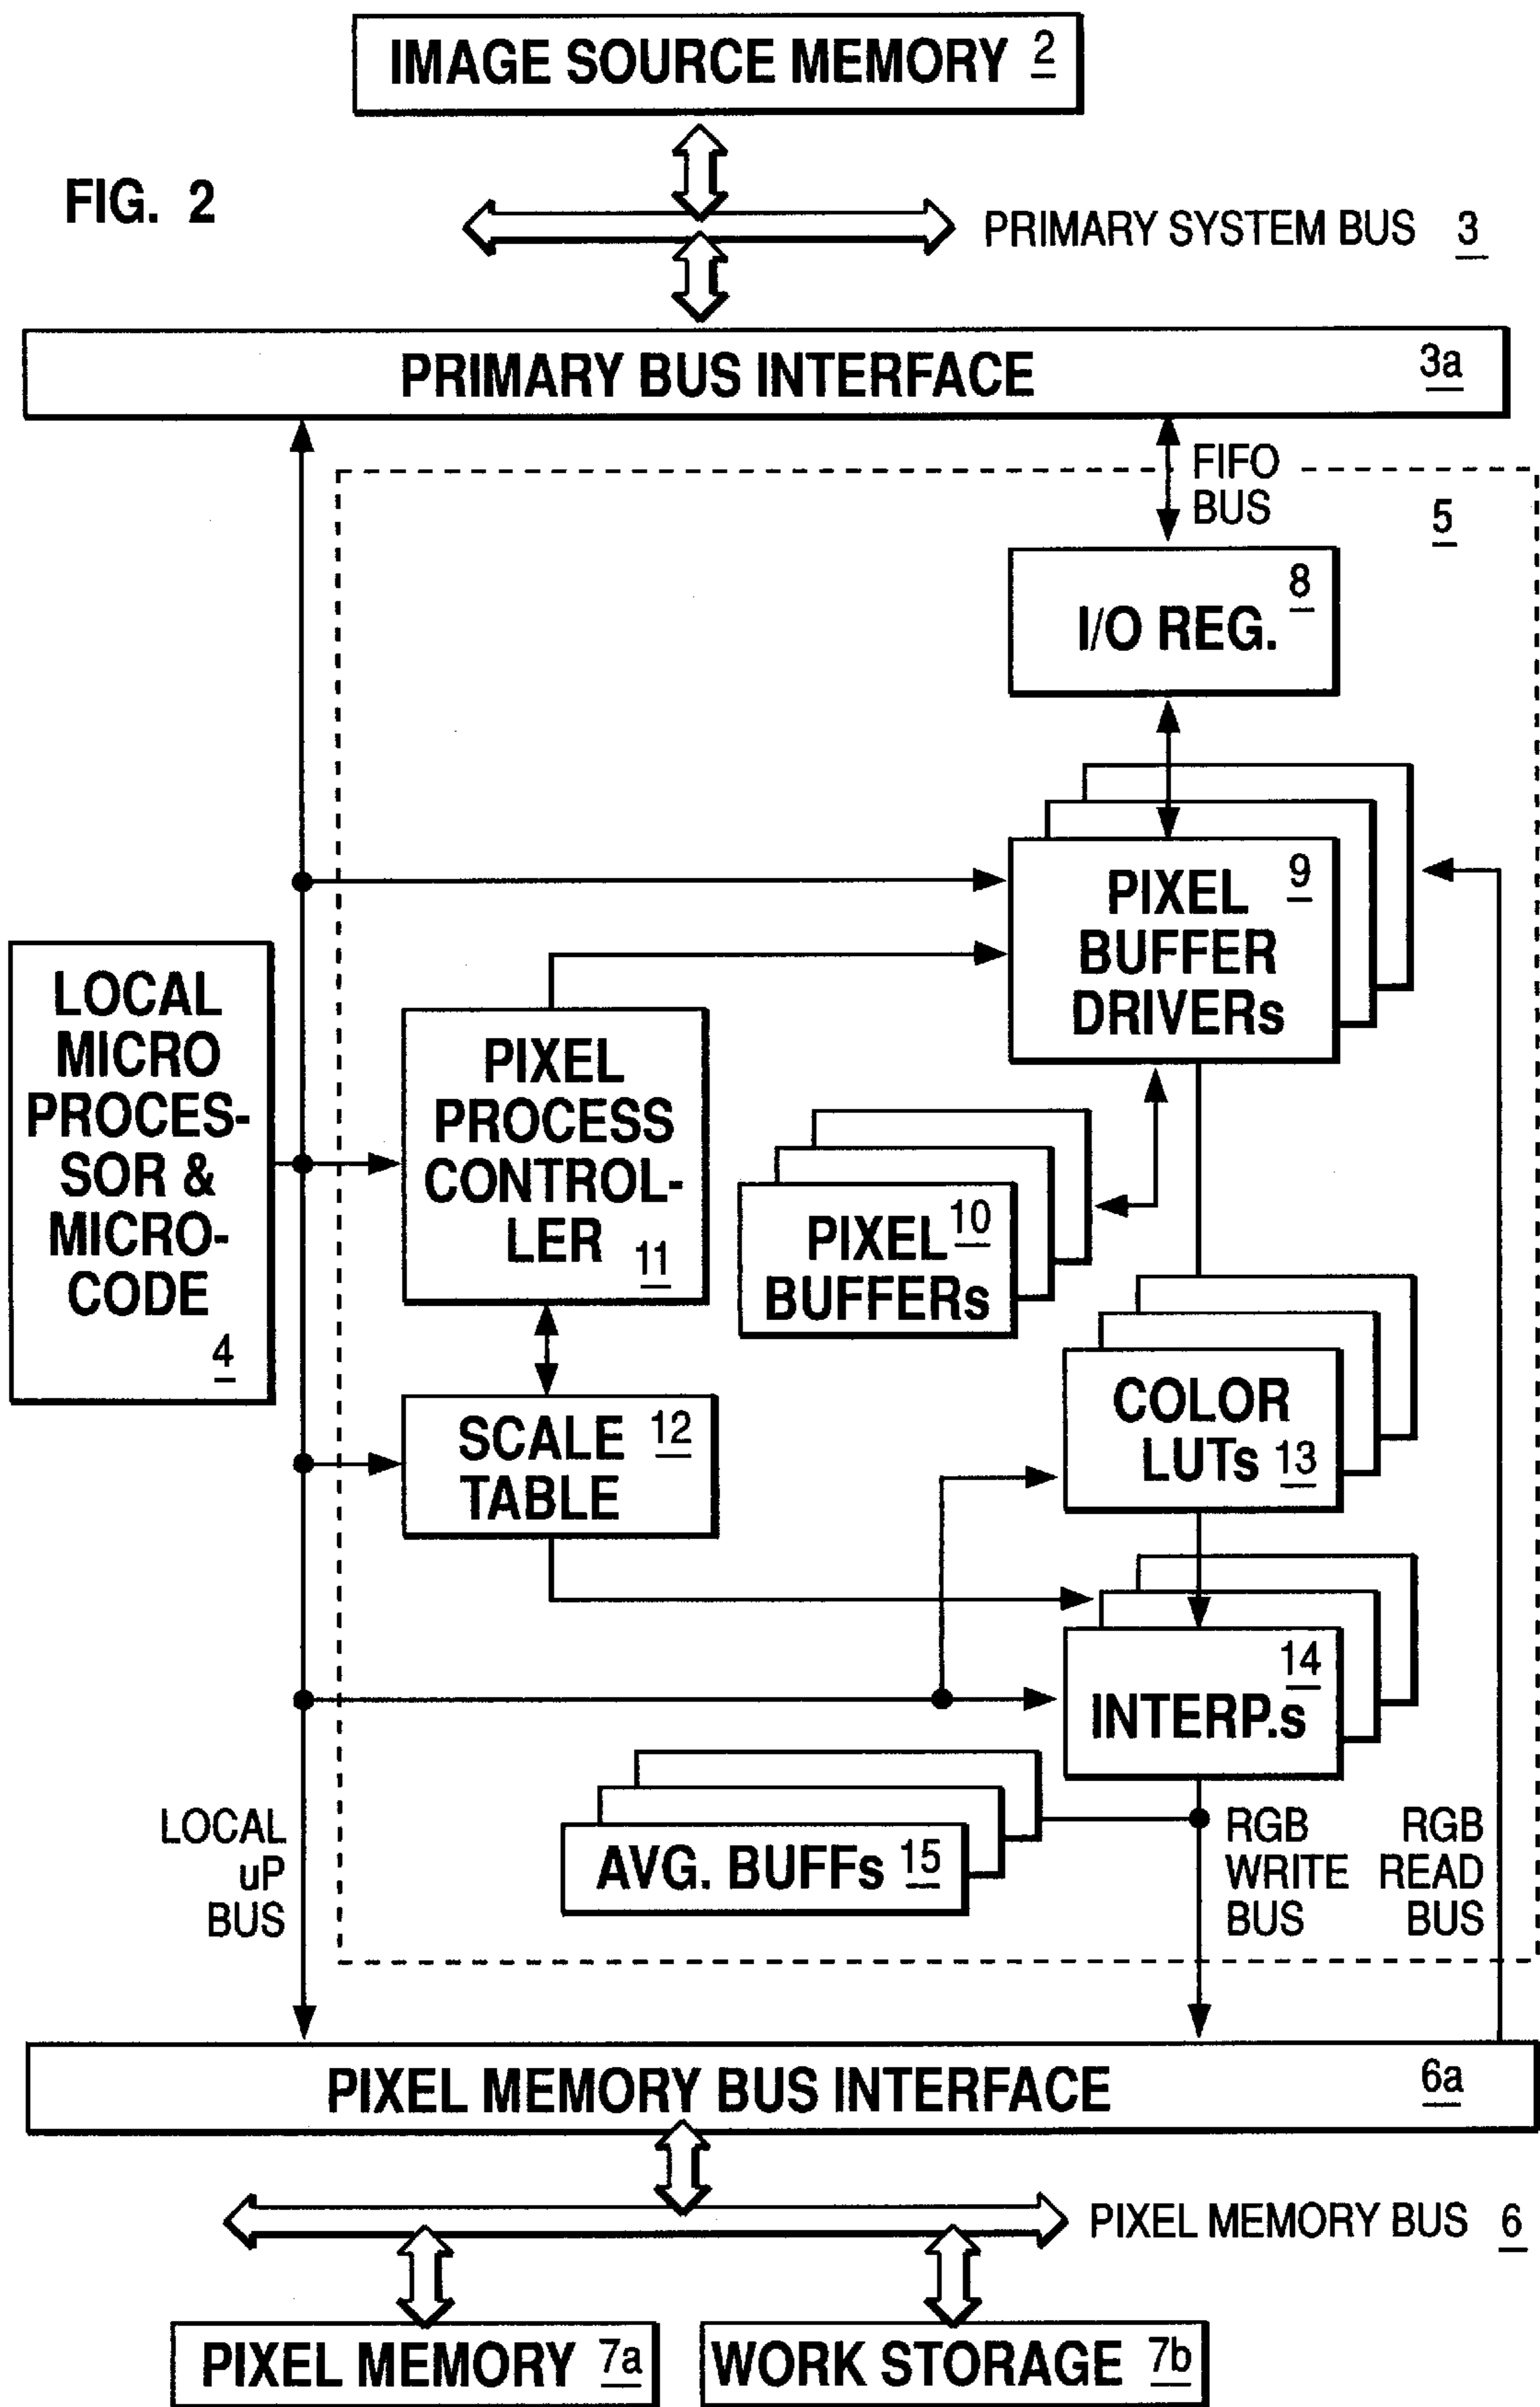 IMAGE SOURCE MEMORY 2
FIG. 2
PRIMARY SYSTEM BUS 3
PRIMARY BUS INTERFACE 3a
FIFO
BUS
5
8
I/O REG.
9
PIXEL
BUFFER
DRIVERs
LOCAL
MICRO
PROCES-
SOR &
MICRO-
CODE
4
PIXEL
PROCESS
CONTROL-
LER 11
10
PIXEL
BUFFERs
SCALE 12
TABLE
COLOR
LUTs 13
14
INTERP.s
AVG. BUFFs 15
LOCAL
uP
BUS
RGB
WRITE
BUS
RGB
READ
BUS
PIXEL MEMORY BUS INTERFACE 6a
PIXEL MEMORY BUS 6
PIXEL MEMORY 7a
WORK STORAGE 7b